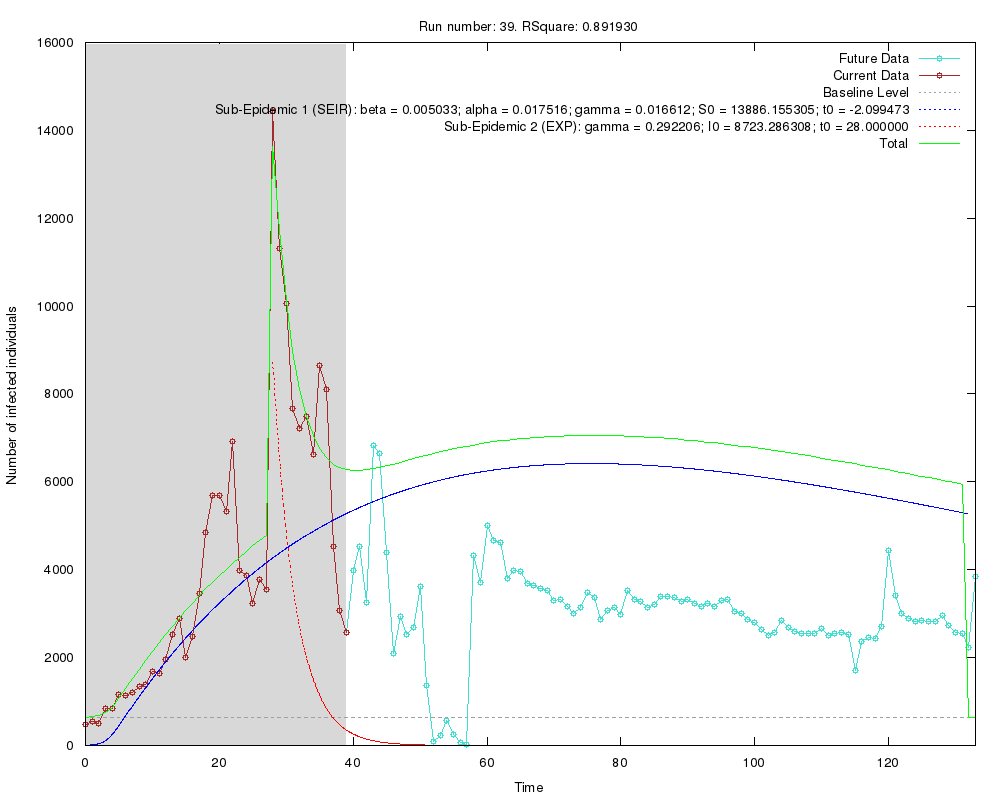 Run number: 39. RSquare: 0.891930
Future Data
Current Data
Baseline Level
Sub-Epidemic 1 (SEIR): beta = 0.005033; alpha = 0.017516; gamma = 0.016612; S0 = 13886.155305; t0 = -2.099473
Sub-Epidemic 2 (EXP): gamma = 0.292206; I0 = 8723.286308; t0 = 28.000000
Total
16000
14000
12000
10000
8000
6000
4000
2000
0
Number of infected individuals
0 20 40 60 80 100 120
Time